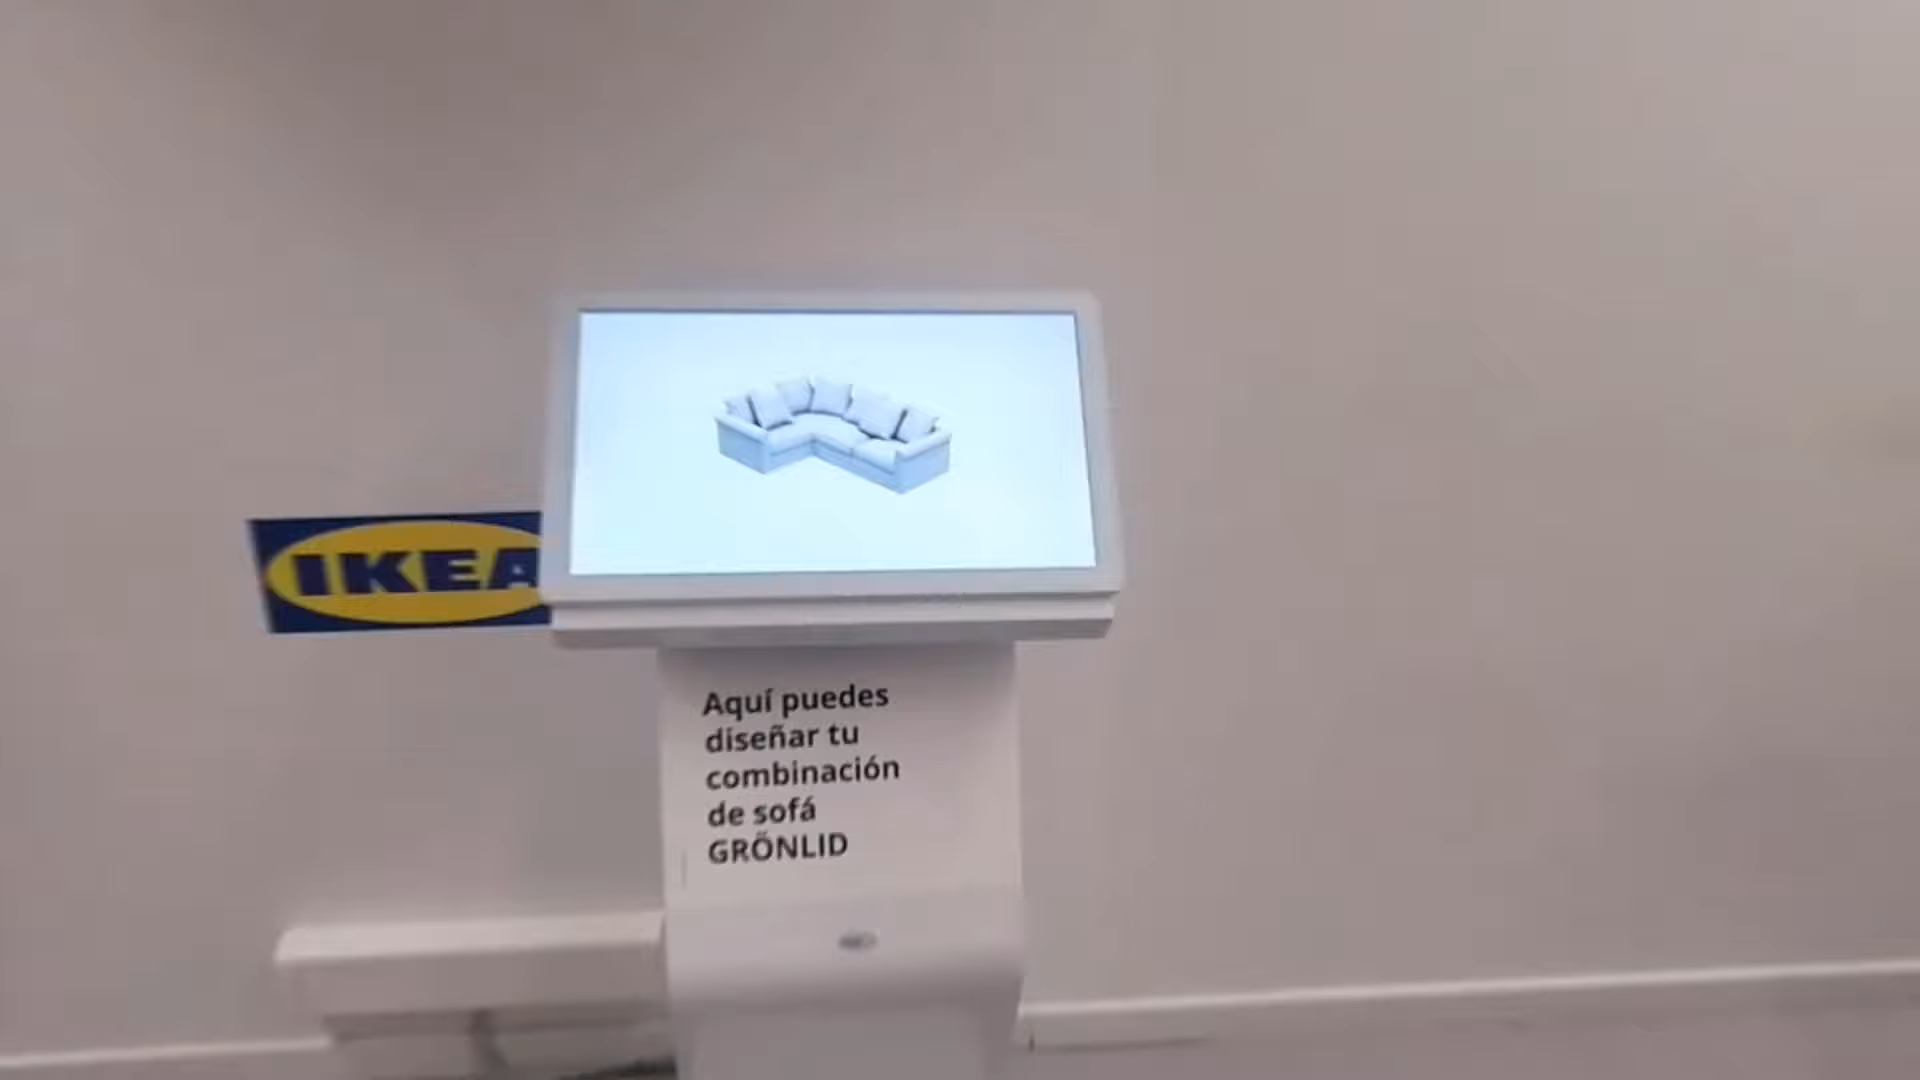 IKEA
Aquí puedes
diseñar tu
combinación
de sofá
GRÖNLID